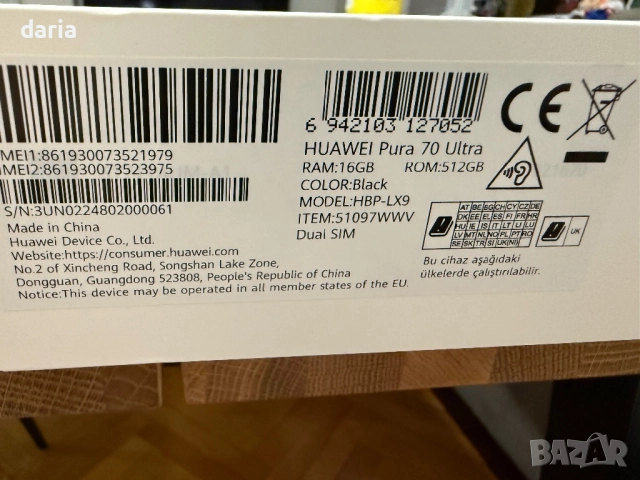 daria
6 942103 127052
IMEI1:861930073521979
IMEI2:861930073523975
S/N:3UN0224802000061
Made in China
Huawei Device Co., Ltd.
Website:https://consumer.huawei.com
No.2 of Xincheng Road, Songshan Lake Zone,
Dongguan, Guangdong 523808, People's Republic of China
Notice:This device may be operated in all member states of the EU.
HUAWEI Pura 70 Ultra
RAM:16GB ROM:512GB
COLOR:Black
MODEL:HBP-LX9
ITEM:51097WWV
Dual SIM
CE
AT BE BG CH CY CZ DE
DK EE EL ES FI FR HR
HU IE IS IT LI LT LU
LV MT NL NO PL PT RO
SE SK TR SI UK(NI)
UK
Bu cihaz aşağıdaki
ülkelerde çalıştırılabilir.
BAZAR